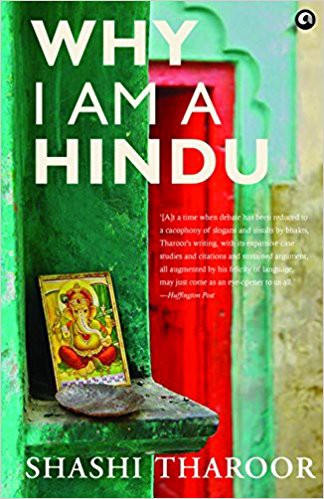 WHY
I AM A
HINDU
'[A]t a time when debate has been reduced to
a cacophony of slogans and insults by bhakts,
Tharoor's writing, with its expansive case
studies and citations and sustained argument,
all augmented by his felicity of language,
may just come as an eye-opener to us all.'
—Huffington Post
SHASHI THAROOR